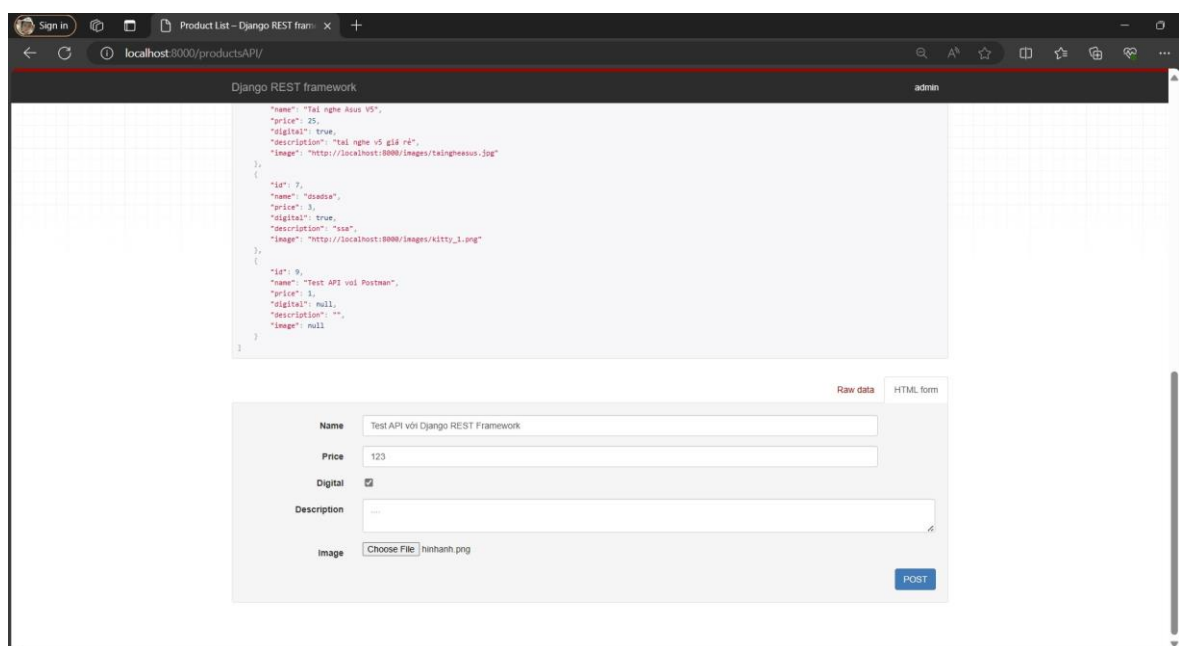 Sign in
Product List – Django REST fram
localhost:8000/productsAPI/
Django REST framework
admin
"name": "Tai nghe Asus V5",
"price": 25,
"digital": true,
"description": "tai nghe v5 giá rẻ",
"image": "http://localhost:8000/images/taingheasus.jpg"
},
{
"id": 7,
"name": "dsadsa",
"price": 3,
"digital": true,
"description": "ssa",
"image": "http://localhost:8000/images/kitty_1.png"
},
{
"id": 9,
"name": "Test API voi Postman",
"price": 1,
"digital": null,
"description": "",
"image": null
}
]
Raw data HTML form
Name Test API với Django REST Framework
Price 123
Digital
Description ...
Image Choose File hinhanh.png
POST